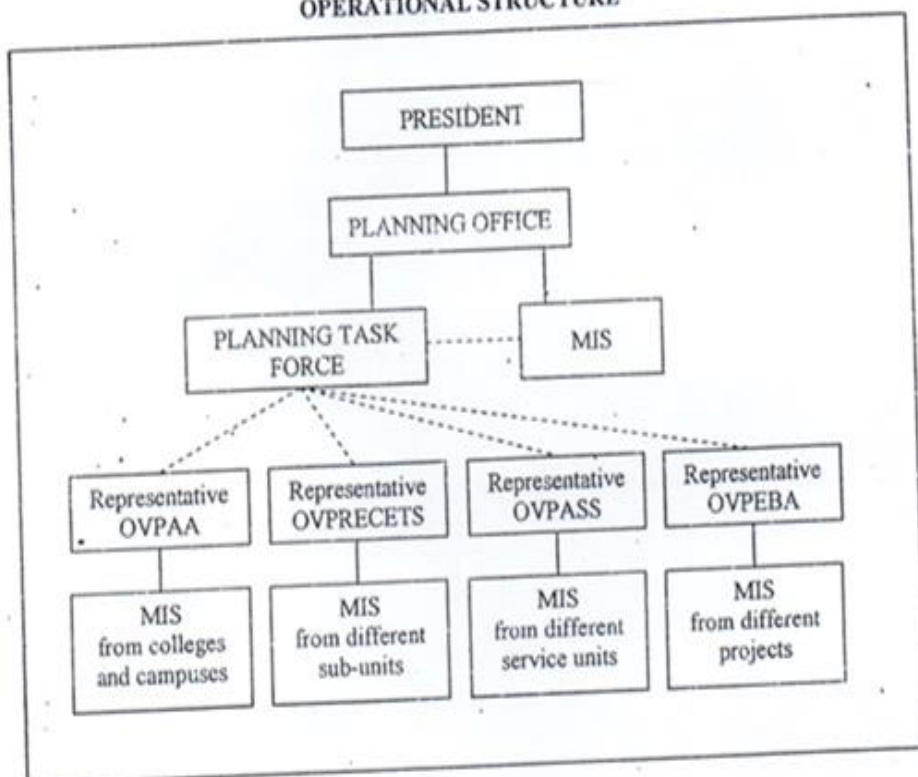 OPERATIONAL STRUCTURE
PRESIDENT
PLANNING OFFICE
PLANNING TASK
FORCE
MIS
Representative
OVPAA
Representative
OVPRECETS
Representative
OVPASS
Representative
OVPEBA
MIS
from colleges
and campuses
MIS
from different
sub-units
MIS
from different
service units
MIS
from different
projects